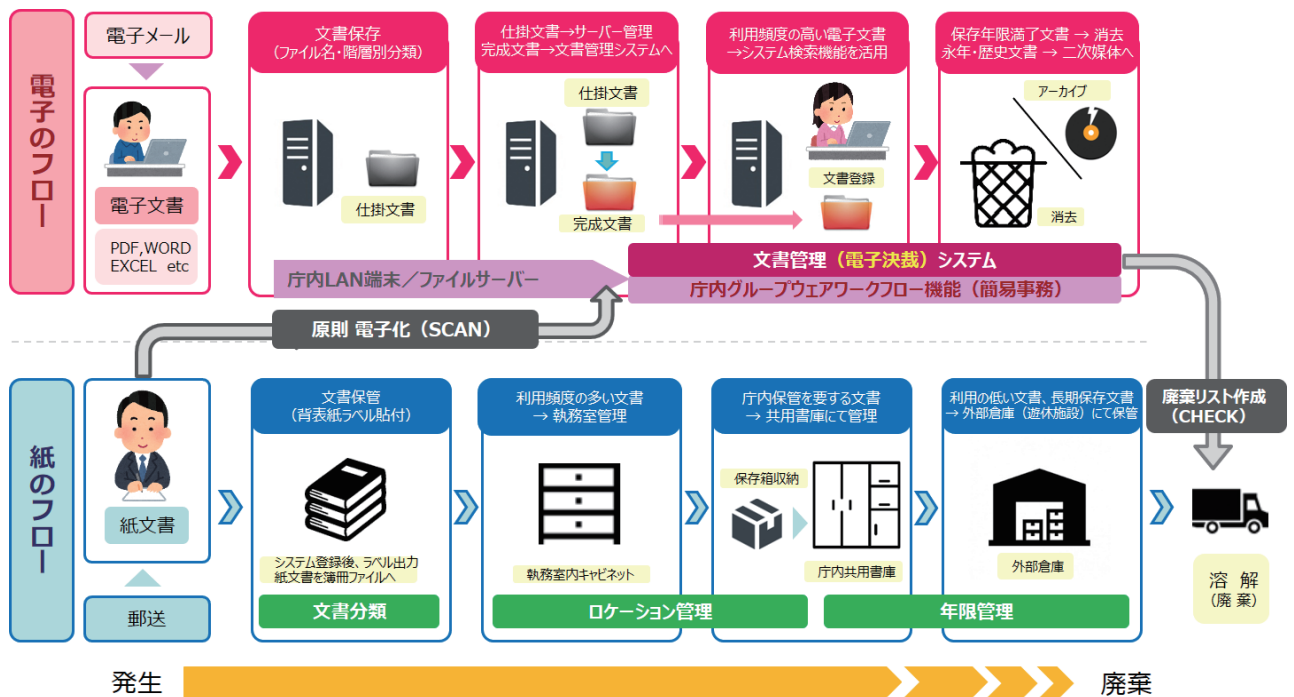 電子のフロー
電子メール
電子文書
PDF,WORD
EXCEL etc
文書保存
(ファイル名・階層別分類)
仕掛文書
仕掛文書→サーバー管理
完成文書→文書管理システムへ
仕掛文書
完成文書
利用頻度の高い電子文書
→システム検索機能を活用
文書登録
保存年限満了文書 → 消去
永年・歴史文書 → 二次媒体へ
アーカイブ
消去
庁内LAN端末／ファイルサーバー
文書管理（電子決裁）システム
庁内グループウェアワークフロー機能（簡易事務）
原則 電子化（SCAN）
廃棄リスト作成
（CHECK）
紙のフロー
紙文書
郵送
文書保管
（背表紙ラベル貼付）
システム登録後、ラベル出力
紙文書を簿冊ファイルへ
文書分類
利用頻度の多い文書
→ 執務室管理
執務室内キャビネット
ロケーション管理
庁内保管を要する文書
→ 共用書庫にて管理
保存箱収納
庁内共用書庫
利用の低い文書、長期保存文書
→ 外部倉庫（遊休施設）にて保管
外部倉庫
年限管理
溶 解
（廃 棄）
発生
廃棄